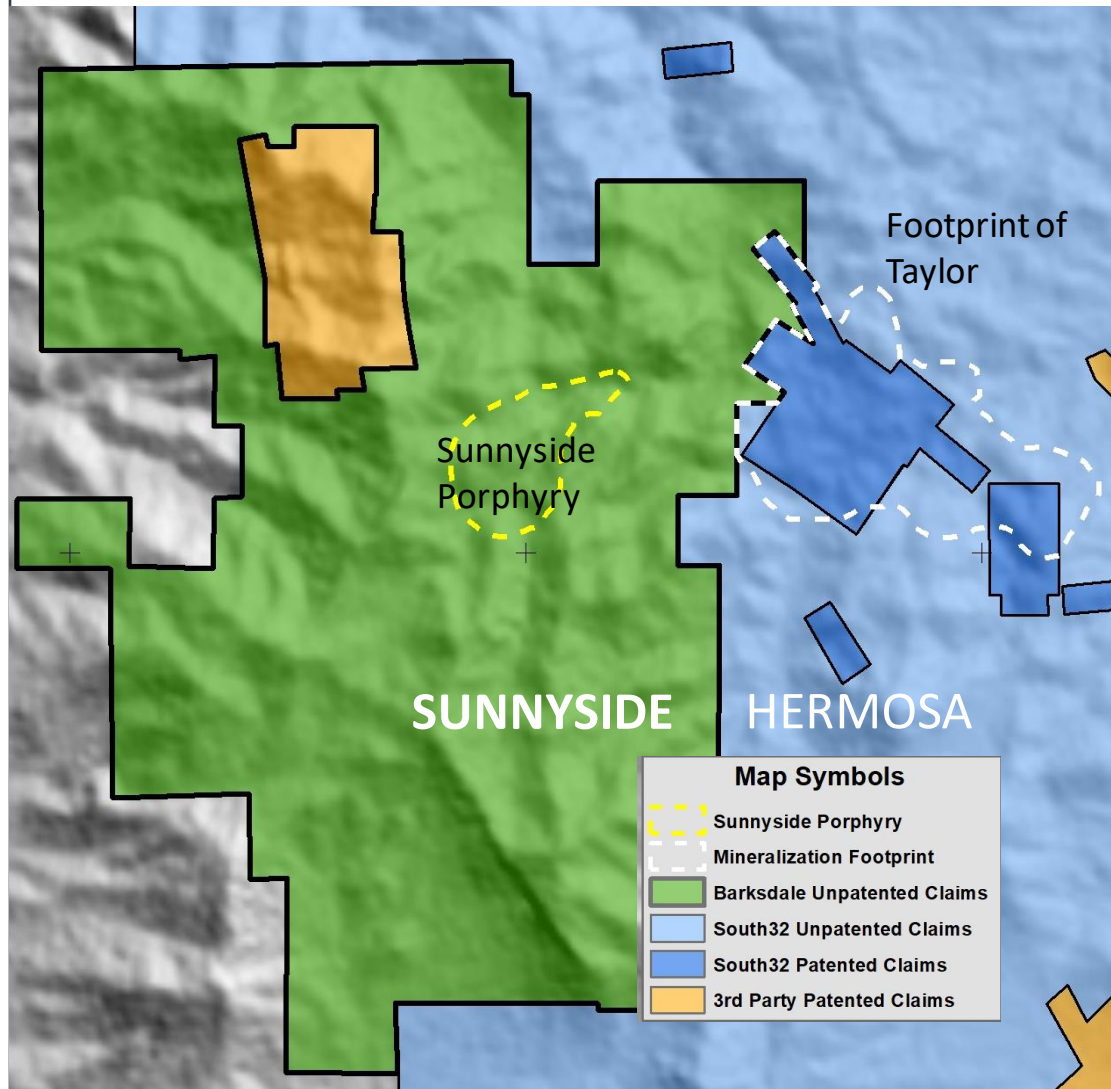 Footprint of
Taylor
Sunnyside
Porphyry
SUNNYSIDE
HERMOSA
Map Symbols
Sunnyside Porphyry
Mineralization Footprint
Barksdale Unpatented Claims
South32 Unpatented Claims
South32 Patented Claims
3rd Party Patented Claims